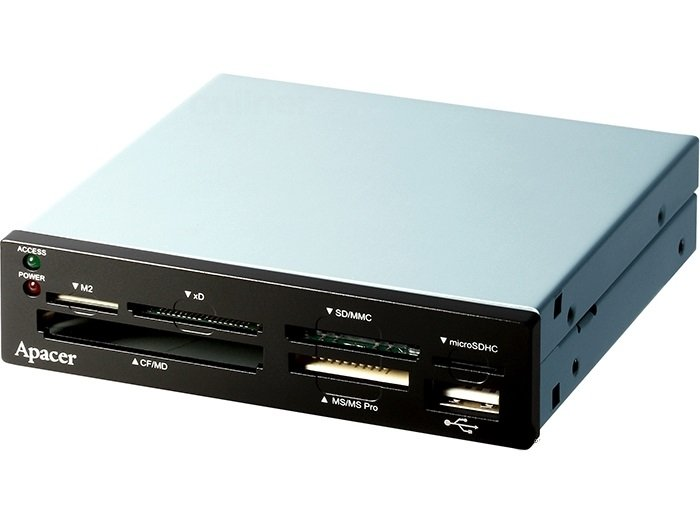 ACCESS
POWER
▼ M2
▼ xD
▼ SD/MMC
▼ microSDHC
Apacer
▲ CF/MD
▲ MS/MS Pro